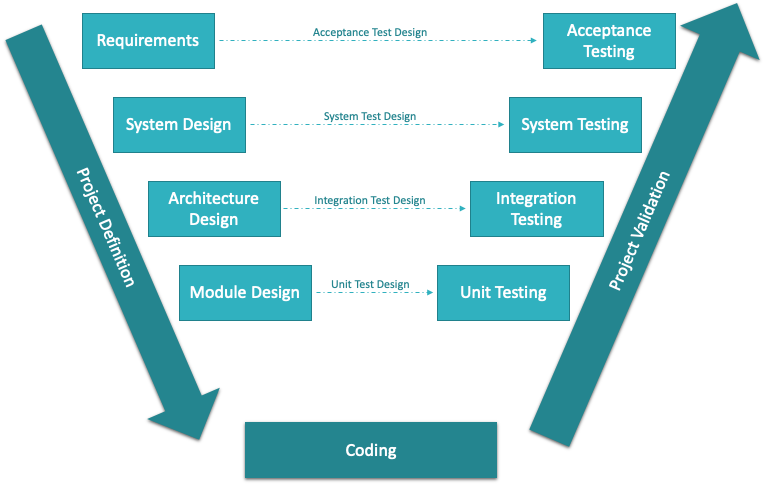 Requirements
Acceptance Test Design
Acceptance
Testing
System Design
System Test Design
System Testing
Architecture
Design
Integration Test Design
Integration
Testing
Module Design
Unit Test Design
Unit Testing
Project Definition
Project Validation
Coding